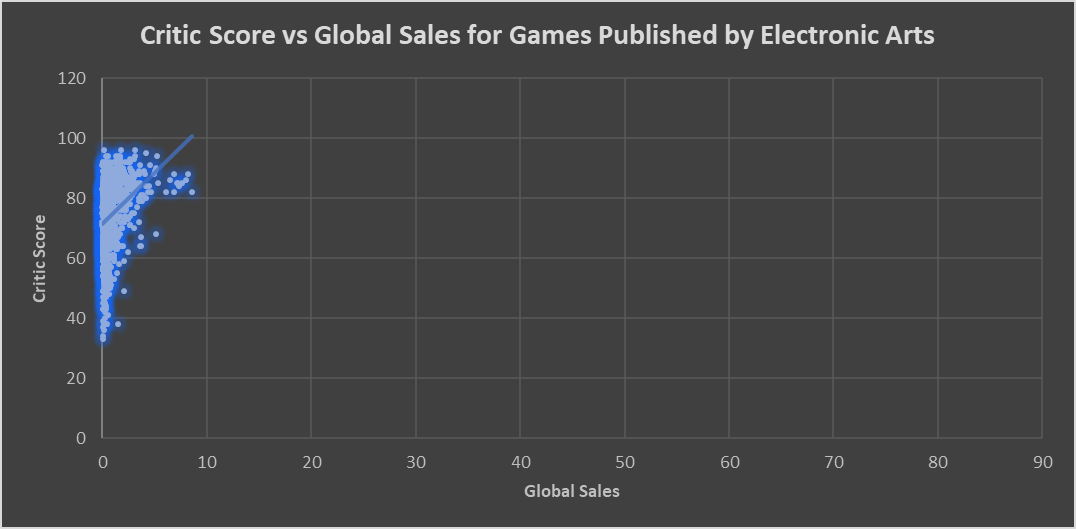 Critic Score vs Global Sales for Games Published by Electronic Arts
120
100
80
60
40
20
0
Critic Score
0 10 20 30 40 50 60 70 80 90
Global Sales